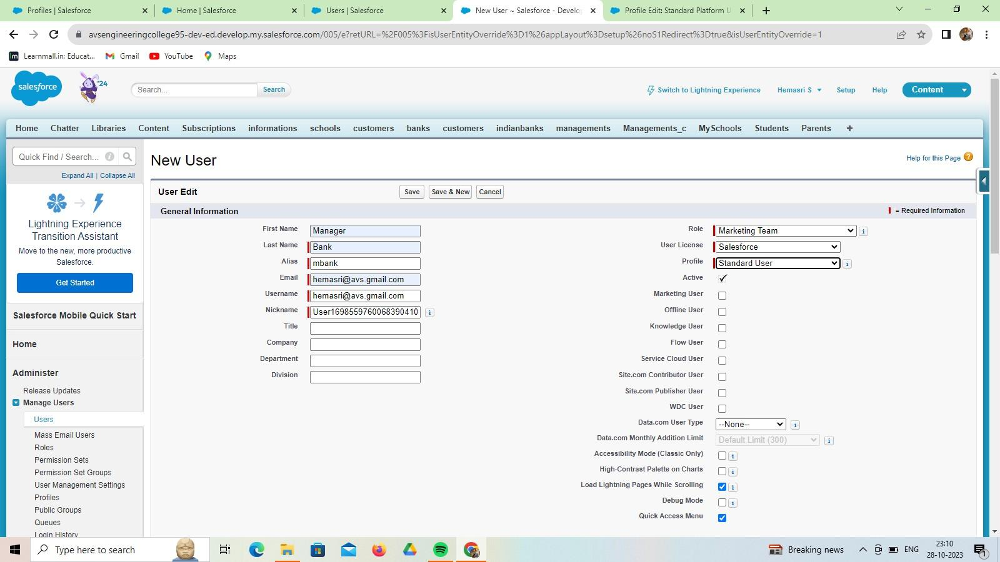 Profiles | Salesforce
Home | Salesforce
Users | Salesforce
New User ~ Salesforce - Develo
Profile Edit: Standard Platform U
avsengineeringcollege95-dev-ed.develop.my.salesforce.com/005/e?retURL=%2F005%3FisUserEntityOverride%3D1%26appLayout%3Dsetup%26noS1Redirect%3Dtrue&isUserEntityOverride=1
lm Learnmall.in: Educat...
Gmail
YouTube
Maps
salesforce
'24
Search...
Search
Switch to Lightning Experience
Hemasri S
Setup
Help
Content
Home Chatter Libraries Content Subscriptions informations schools customers banks customers indianbanks managements Managements_c MySchools Students Parents +
Quick Find / Search...
Expand All | Collapse All
Lightning Experience
Transition Assistant
Move to the new, more productive
Salesforce.
Get Started
Salesforce Mobile Quick Start
Home
Administer
Release Updates
Manage Users
Users
Mass Email Users
Roles
Permission Sets
Permission Set Groups
User Management Settings
Profiles
Public Groups
Queues
Login History
New User
Help for this Page
User Edit
Save
Save & New
Cancel
General Information
= Required Information
First Name Manager
Last Name Bank
Alias mbank
Email hemasri@avs.gmail.com
Username hemasri@avs.gmail.com
Nickname User1698559760068390410
Title
Company
Department
Division
Role Marketing Team
User License Salesforce
Profile Standard User
Active
Marketing User
Offline User
Knowledge User
Flow User
Service Cloud User
Site.com Contributor User
Site.com Publisher User
WDC User
Data.com User Type --None--
Data.com Monthly Addition Limit Default Limit (300)
Accessibility Mode (Classic Only)
High-Contrast Palette on Charts
Load Lightning Pages While Scrolling
Debug Mode
Quick Access Menu
Type here to search
Breaking news
ENG
23:10
28-10-2023
1